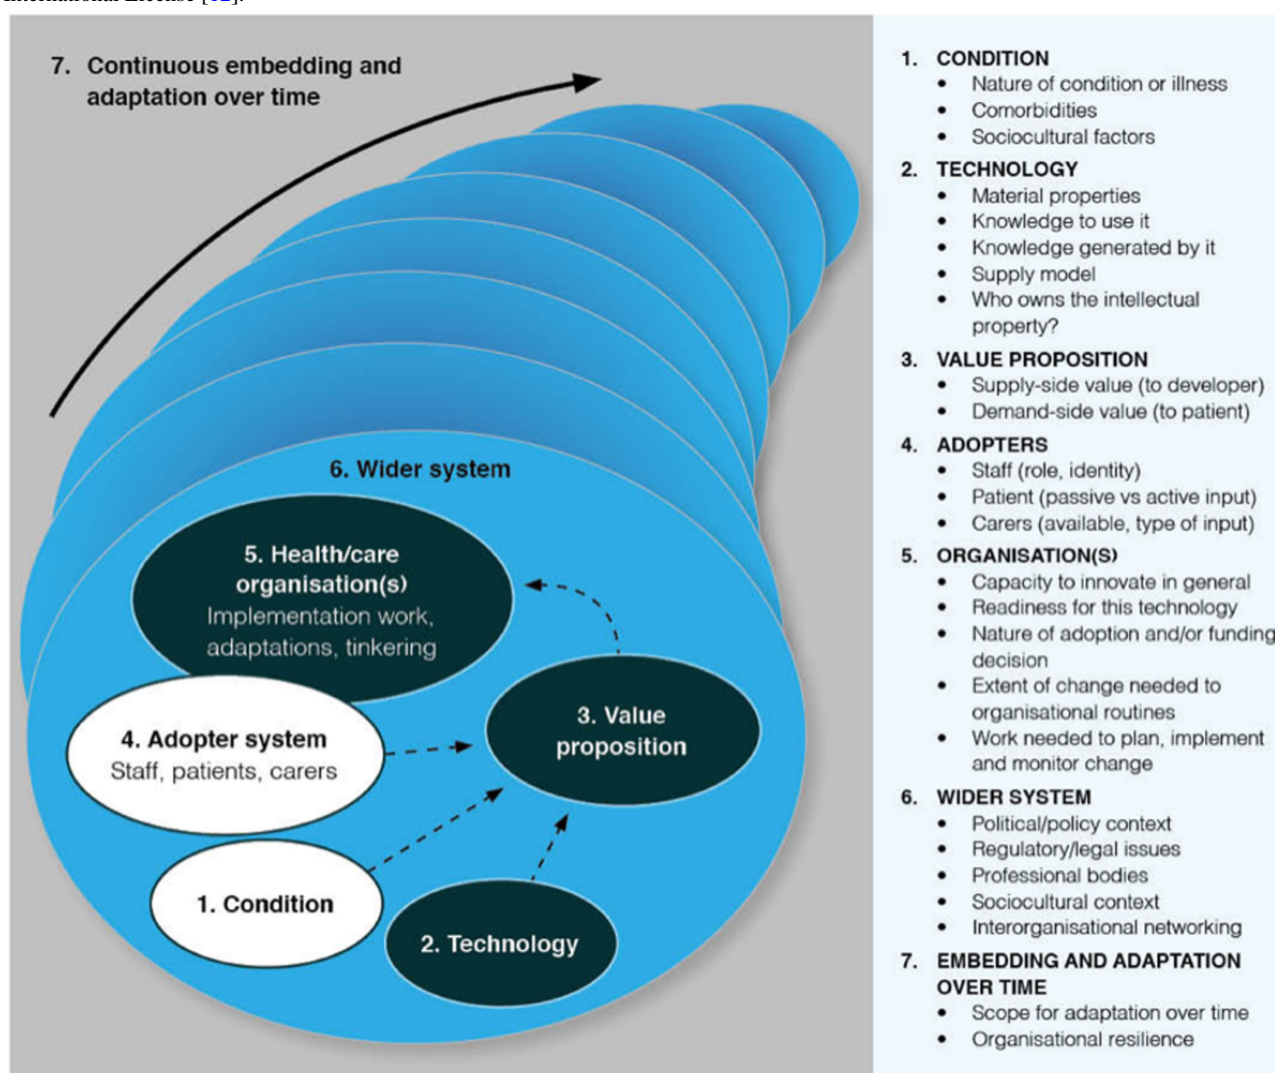 International License [12].
7. Continuous embedding and
adaptation over time
6. Wider system
5. Health/care
organisation(s)
Implementation work,
adaptations, tinkering
3. Value
proposition
4. Adopter system
Staff, patients, carers
1. Condition
2. Technology
1. CONDITION
• Nature of condition or illness
• Comorbidities
• Sociocultural factors
2. TECHNOLOGY
• Material properties
• Knowledge to use it
• Knowledge generated by it
• Supply model
• Who owns the intellectual
property?
3. VALUE PROPOSITION
• Supply-side value (to developer)
• Demand-side value (to patient)
4. ADOPTERS
• Staff (role, identity)
• Patient (passive vs active input)
• Carers (available, type of input)
5. ORGANISATION(S)
• Capacity to innovate in general
• Readiness for this technology
• Nature of adoption and/or funding
decision
• Extent of change needed to
organisational routines
• Work needed to plan, implement
and monitor change
6. WIDER SYSTEM
• Political/policy context
• Regulatory/legal issues
• Professional bodies
• Sociocultural context
• Interorganisational networking
7. EMBEDDING AND ADAPTATION
OVER TIME
• Scope for adaptation over time
• Organisational resilience